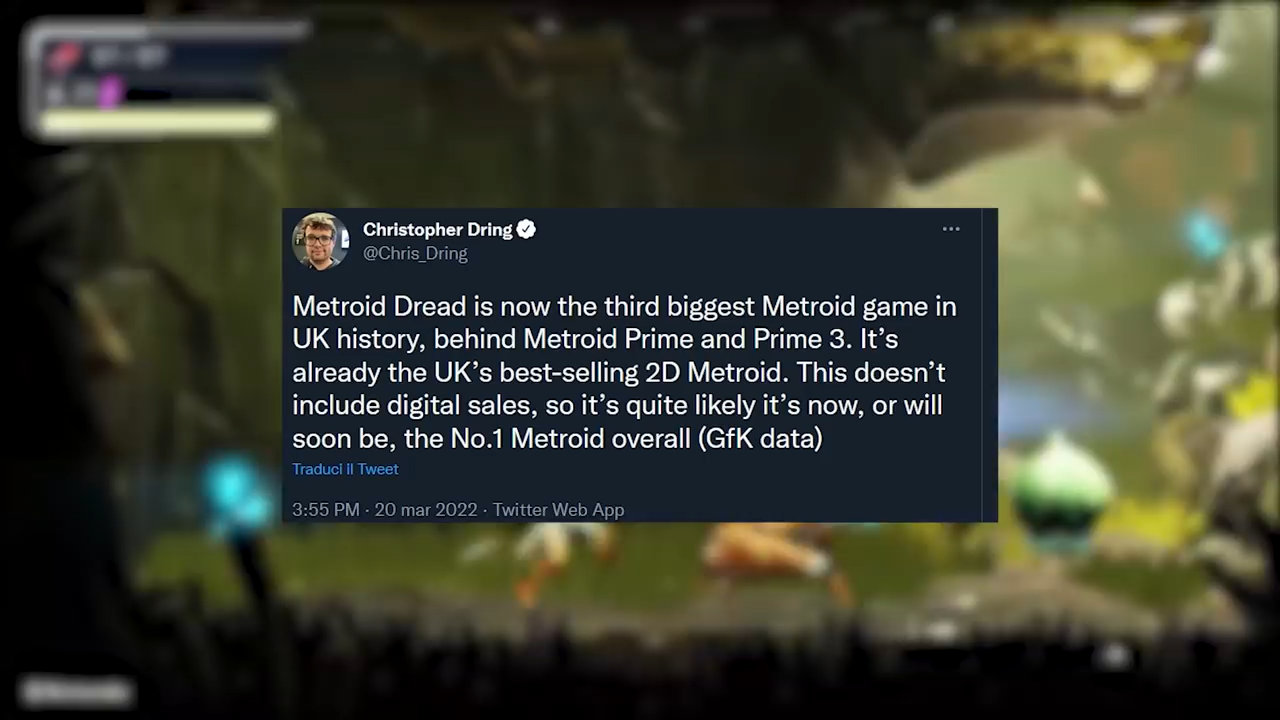 Christopher Dring
@Chris_Dring
Metroid Dread is now the third biggest Metroid game in
UK history, behind Metroid Prime and Prime 3. It’s
already the UK’s best-selling 2D Metroid. This doesn’t
include digital sales, so it’s quite likely it’s now, or will
soon be, the No.1 Metroid overall (GfK data)
Traduci il Tweet
3:55 PM · 20 mar 2022 · Twitter Web App